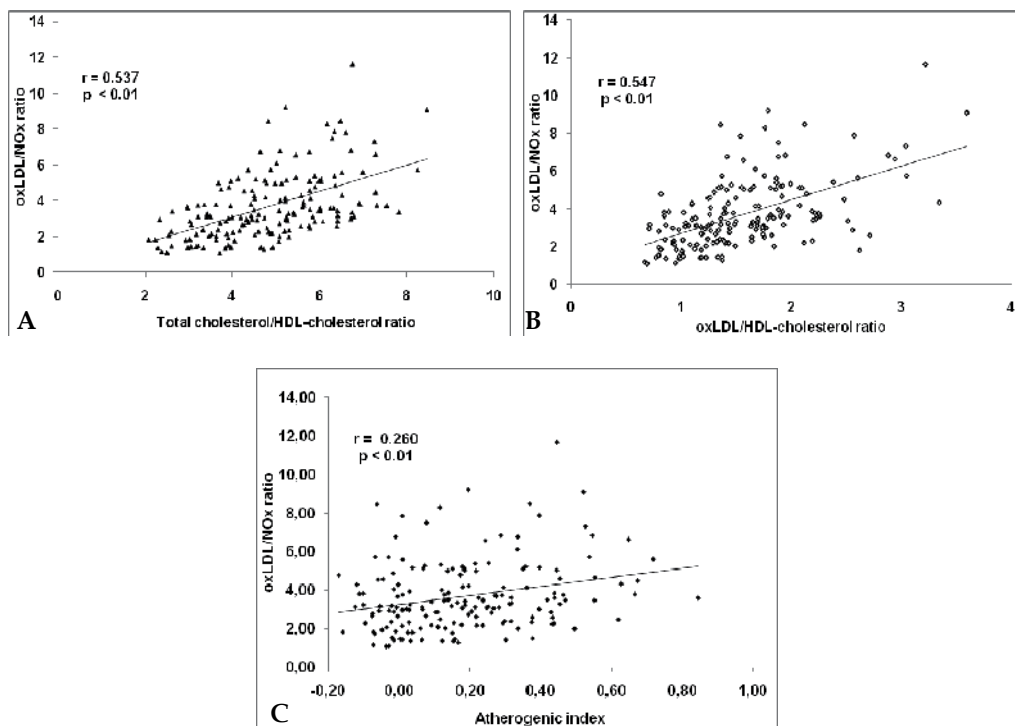 14
12
10
8
6
4
2
0
oxLDL/NOx ratio
r = 0.537
p < 0.01
0 2 4 6 8 10
Total cholesterol/HDL-cholesterol ratio
A
14
12
10
8
6
4
2
0
oxLDL/NOx ratio
r = 0.547
p < 0.01
0 1 2 3 4
oxLDL/HDL-cholesterol ratio
B
14,00
12,00
10,00
8,00
6,00
4,00
2,00
0,00
oxLDL/NOx ratio
r = 0.260
p < 0.01
-0,20 0,00 0,20 0,40 0,60 0,80 1,00
Atherogenic index
C